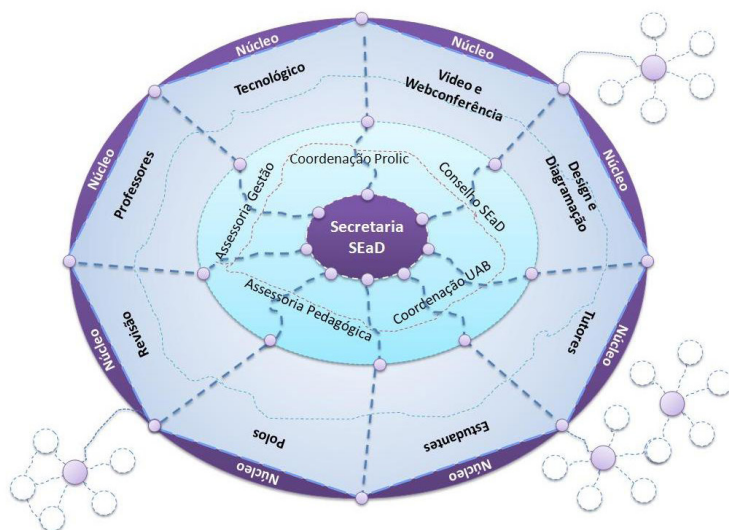 Núcleo
Tecnológico
Núcleo
Vídeo e
Webconferência
Núcleo
Design e
Diagramação
Núcleo
Tutores
Núcleo
Estudantes
Núcleo
Polos
Núcleo
Revisão
Núcleo
Professores
Coordenação Prolic
Conselho SEaD
Coordenação UAB
Assessoria Pedagógica
Assessoria Gestão
Secretaria
SEaD